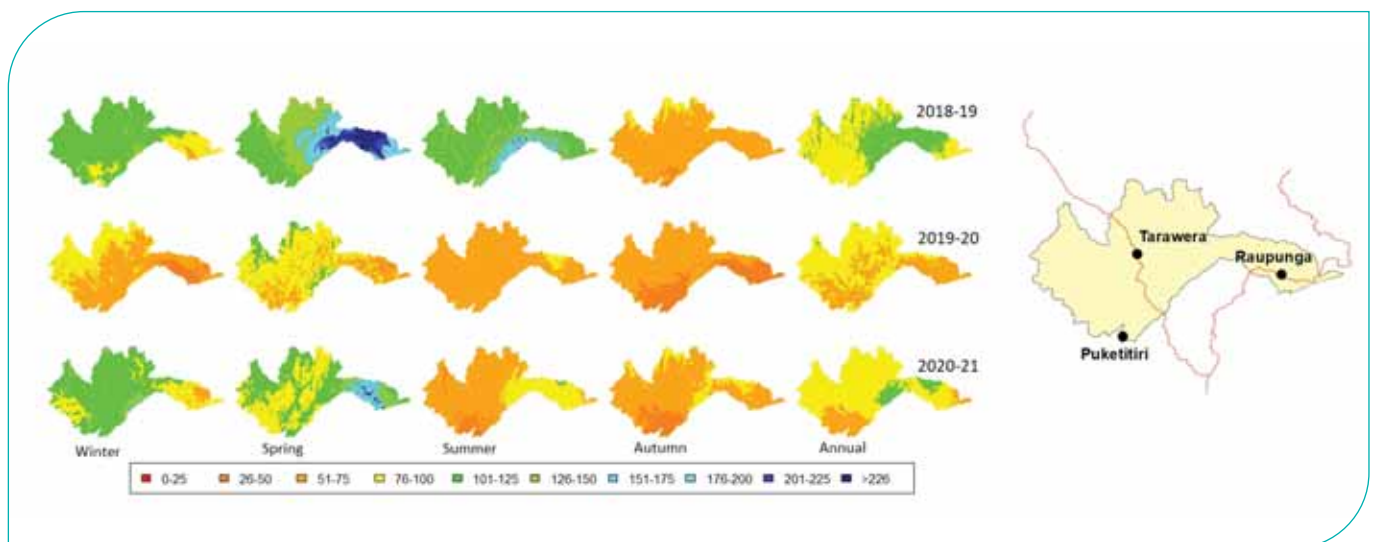 2018-19
2019-20
2020-21
Winter
Spring
Summer
Autumn
Annual
0-25
26-50
51-75
76-100
101-125
126-150
151-175
176-200
201-225
>226
Tarawera
Raupunga
Puketitiri